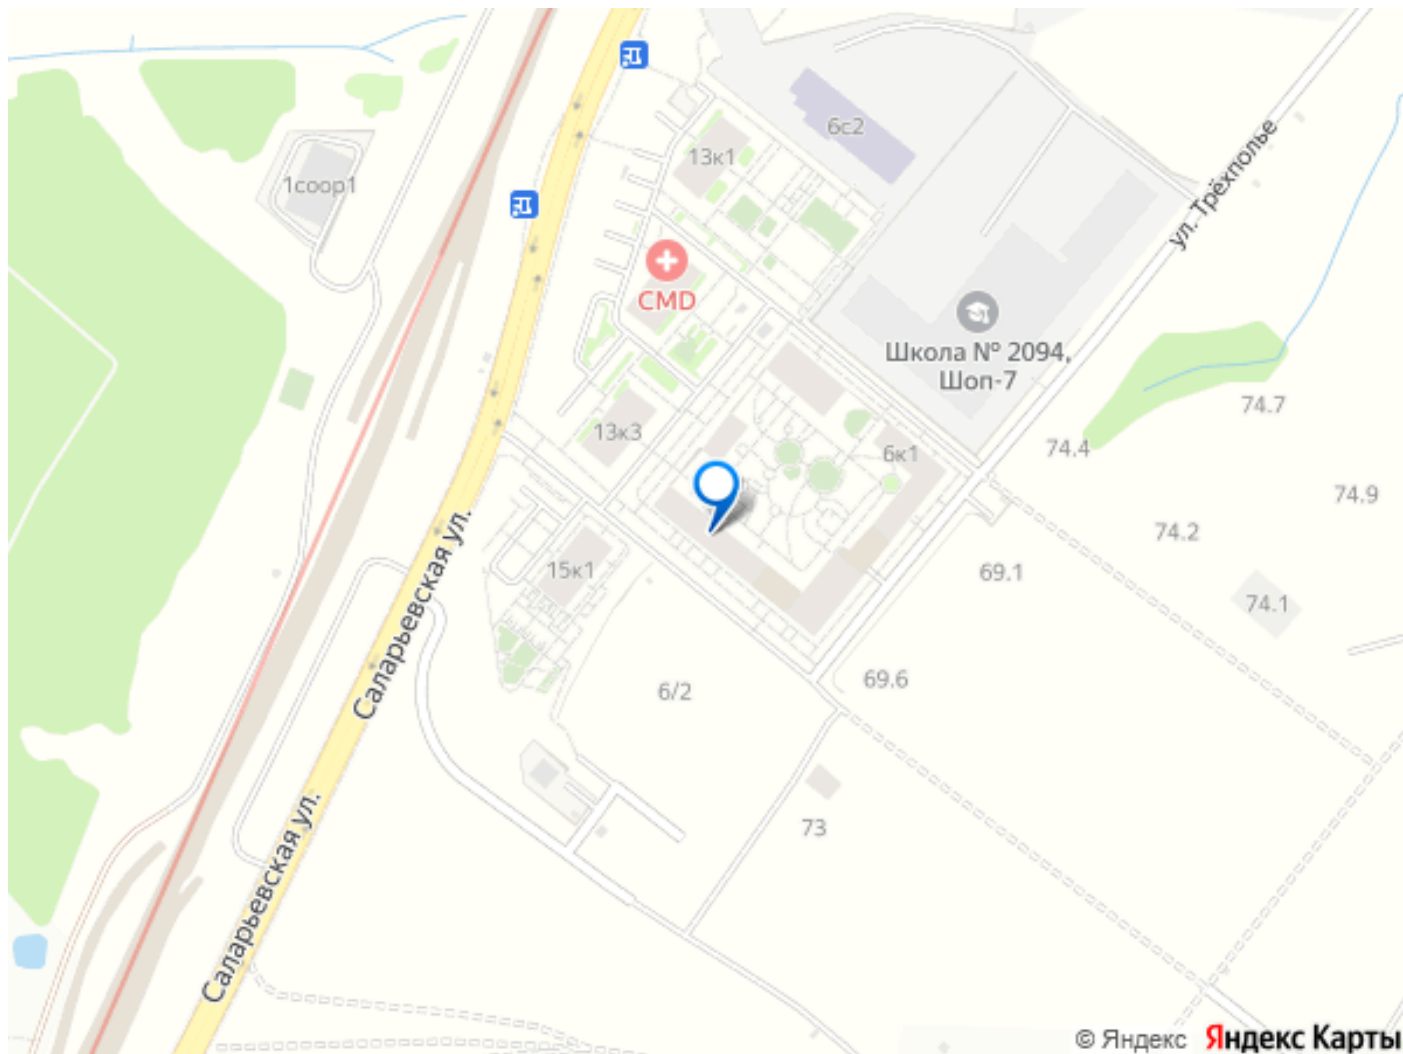 6с2
13к1
1соор1
ул. Трёхполье
CMD
Школа № 2094,
Шоп-7
74.7
13к3
6к1
74.4
74.9
74.2
15к1
69.1
74.1
Саларьевская ул.
69.6
6/2
73
Саларьевская ул.
© Яндекс Яндекс Карты